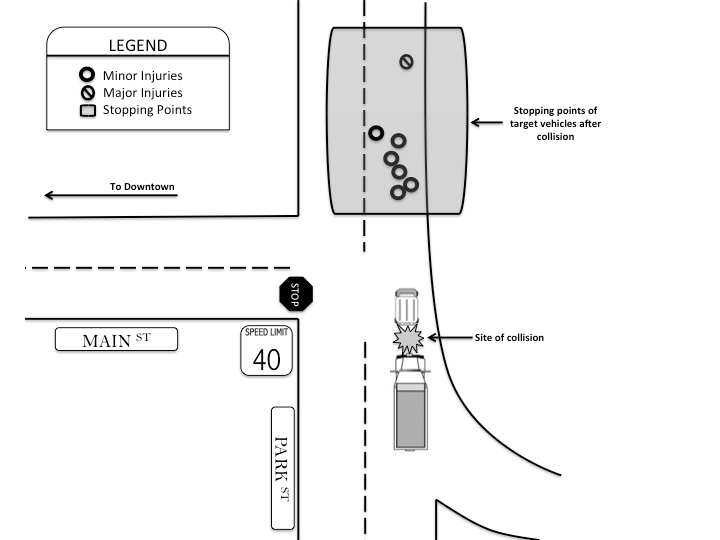 LEGEND
Minor Injuries
Major Injuries
Stopping Points
Stopping points of
target vehicles after
collision
To Downtown
STOP
MAIN ST
SPEED LIMIT
40
Site of collision
PARK ST